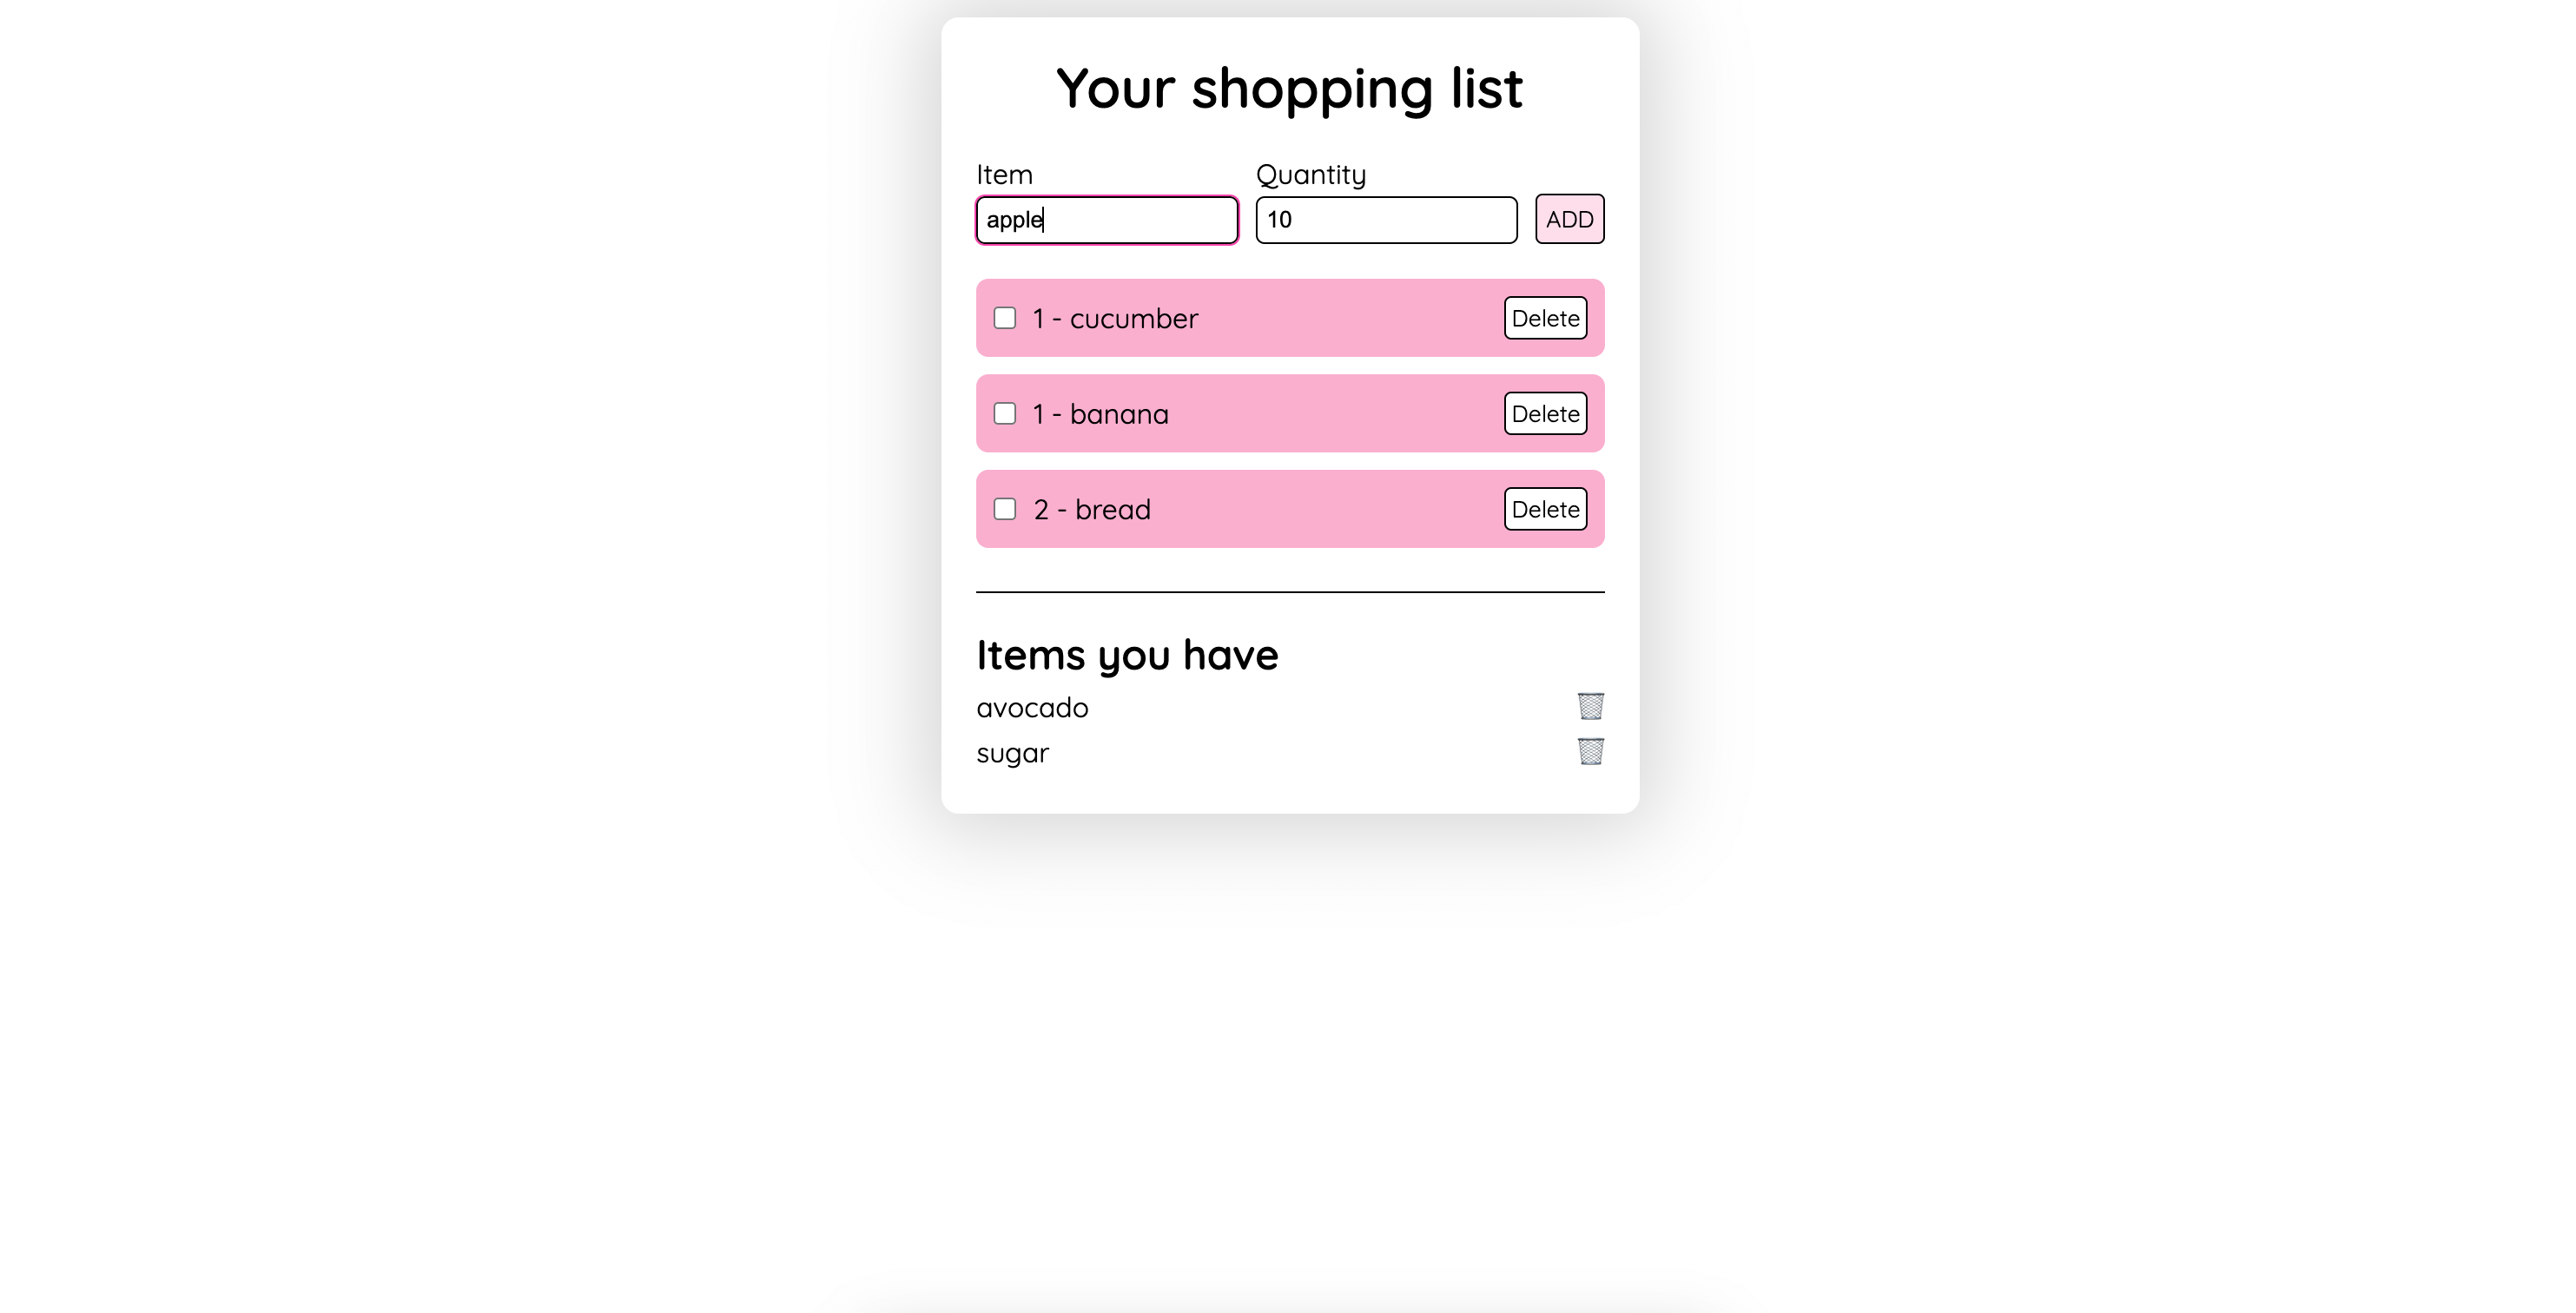 Your shopping list
Item Quantity
apple 10 ADD
1 - cucumber Delete
1 - banana Delete
2 - bread Delete
Items you have
avocado
sugar